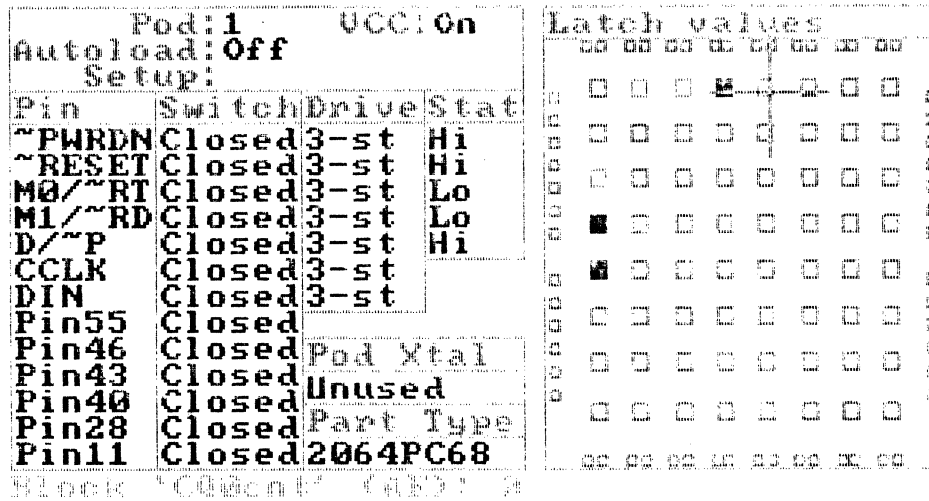 Pod:1 VCC:On
Autoload:Off
Setup:
Pin Switch Drive Stat
~PWRDN Closed 3-st Hi
~RESET Closed 3-st Hi
M0/~RT Closed 3-st Lo
M1/~RD Closed 3-st Lo
D/~P Closed 3-st Hi
CCLK Closed 3-st
DIN Closed 3-st
Pin55 Closed
Pin46 Closed
Pin43 Closed
Pin40 Closed
Pin28 Closed
Pin11 Closed
Pod Xtal
Unused
Part Type
2064PC68
Latch values
Block